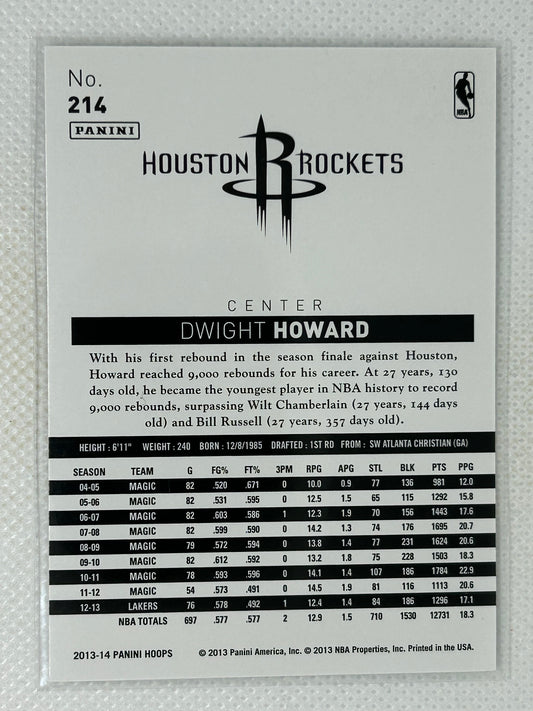 No.
214
PANINI
NBA
HOUSTON ROCKETS
CENTER
DWIGHT HOWARD
With his first rebound in the season finale against Houston,
Howard reached 9,000 rebounds for his career. At 27 years, 130
days old, he became the youngest player in NBA history to record
9,000 rebounds, surpassing Wilt Chamberlain (27 years, 144 days
old) and Bill Russell (27 years, 357 days old).
HEIGHT: 6'11" WEIGHT: 240 BORN: 12/8/1985 DRAFTED: 1ST RD FROM: SW ATLANTA CHRISTIAN (GA)
SEASON TEAM G FG% FT% 3PM RPG APG STL BLK PTS PPG
04-05 MAGIC 82 .520 .671 0 10.0 0.9 77 136 981 12.0
05-06 MAGIC 82 .531 .595 0 12.5 1.5 65 115 1292 15.8
06-07 MAGIC 82 .603 .586 1 12.3 1.9 70 156 1443 17.6
07-08 MAGIC 82 .599 .590 0 14.2 1.3 74 176 1695 20.7
08-09 MAGIC 79 .572 .594 0 13.8 1.4 77 231 1624 20.6
09-10 MAGIC 82 .612 .592 0 13.2 1.8 75 228 1503 18.3
10-11 MAGIC 78 .593 .596 0 14.1 1.4 107 186 1784 22.9
11-12 MAGIC 54 .573 .491 0 14.5 1.9 81 116 1113 20.6
12-13 LAKERS 76 .578 .492 1 12.4 1.4 84 186 1296 17.1
NBA TOTALS 697 .577 .577 2 12.9 1.5 710 1530 12731 18.3
2013-14 PANINI HOOPS © 2013 Panini America, Inc. © 2013 NBA Properties, Inc. Printed in the USA.